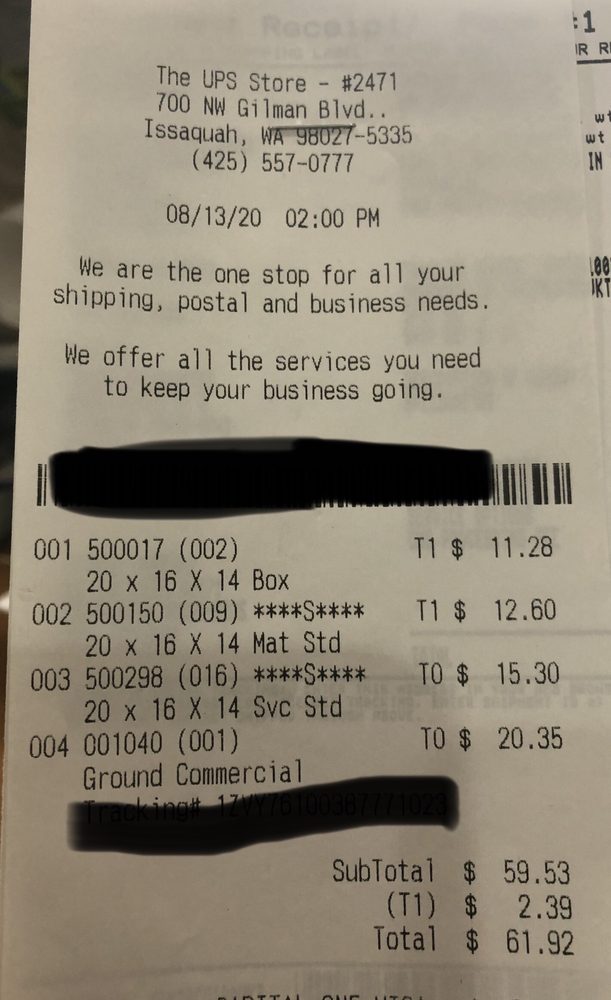 The UPS Store - #2471
700 NW Gilman Blvd..
Issaquah, WA 98027-5335
(425) 557-0777
08/13/20 02:00 PM
We are the one stop for all your
shipping, postal and business needs.
We offer all the services you need
to keep your business going.
001 500017 (002) T1 $ 11.28
20 x 16 X 14 Box
002 500150 (009) ****S**** T1 $ 12.60
20 x 16 X 14 Mat Std
003 500298 (016) ****S**** T0 $ 15.30
20 x 16 X 14 Svc Std
004 001040 (001) T0 $ 20.35
Ground Commercial
SubTotal $ 59.53
(T1) $ 2.39
Total $ 61.92
wt
wt
IN